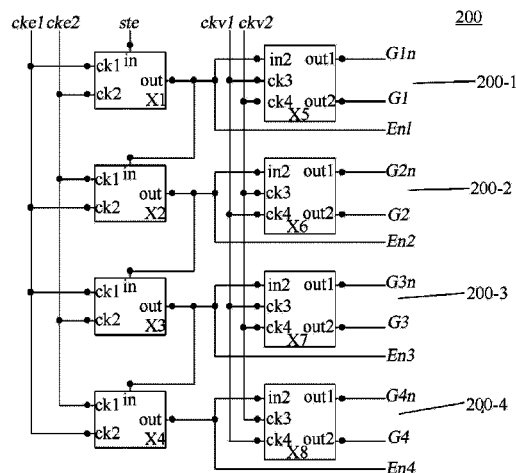 cke1 cke2 ste ckv1 ckv2 200
in in2 out1 G1n
ck1 out ck3 200-1
ck2 X1 ck4 out2 G1
X5
En1
in in2 out1 G2n
ck1 out ck3 200-2
ck2 X2 ck4 out2 G2
X6
En2
in in2 out1 G3n
ck1 out ck3 200-3
ck2 X3 ck4 out2 G3
X7
En3
in in2 out1 G4n
ck1 out ck3 200-4
ck2 X4 ck4 out2 G4
X8
En4